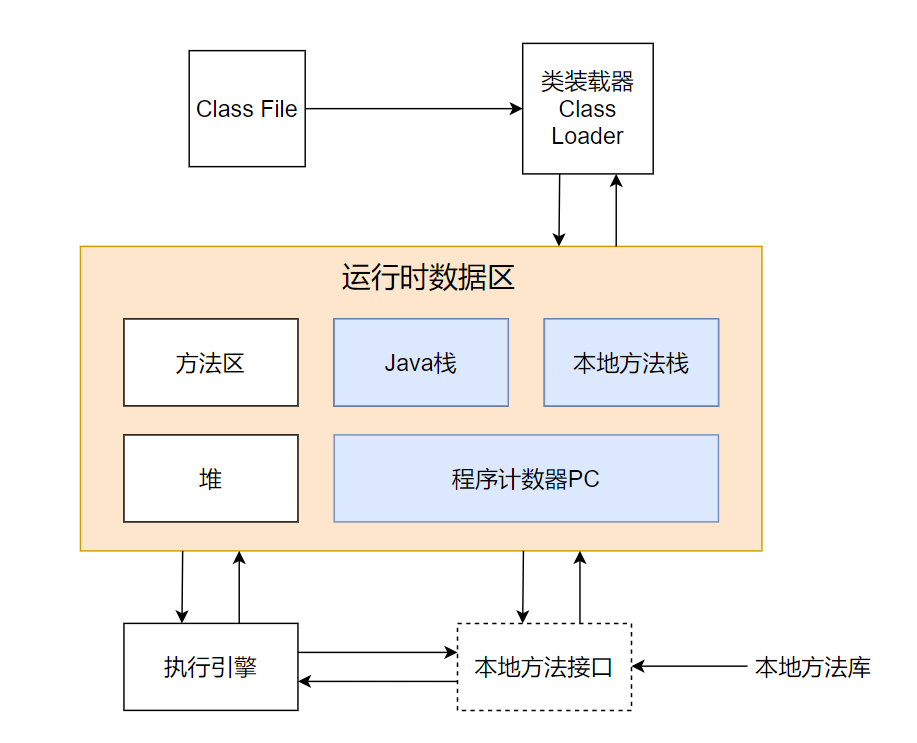 Class File
类装载器
Class
Loader
运行时数据区
方法区
Java栈
本地方法栈
堆
程序计数器PC
执行引擎
本地方法接口
本地方法库